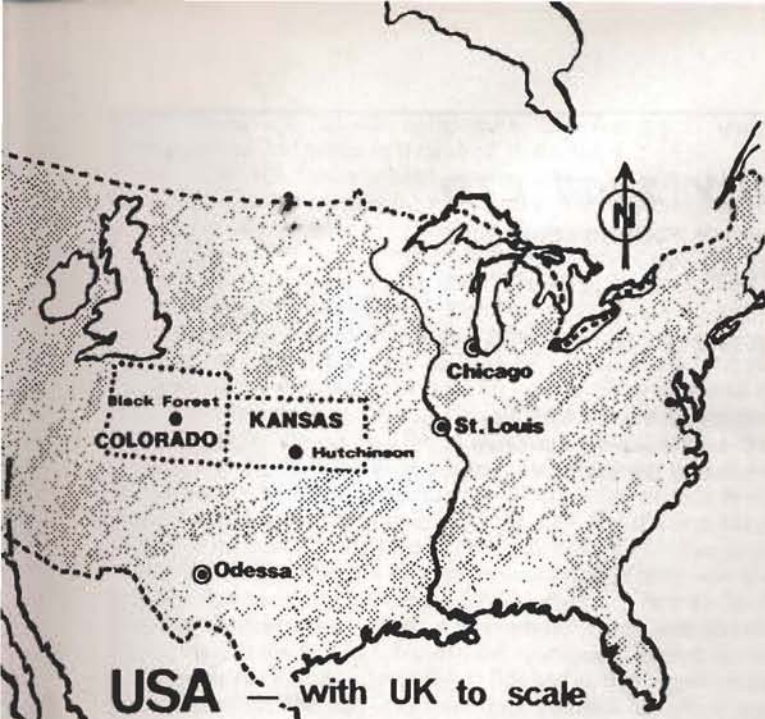 N
Chicago
Black Forest
KANSAS
St. Louis
COLORADO
Hutchinson
Odessa
USA — with UK to scale